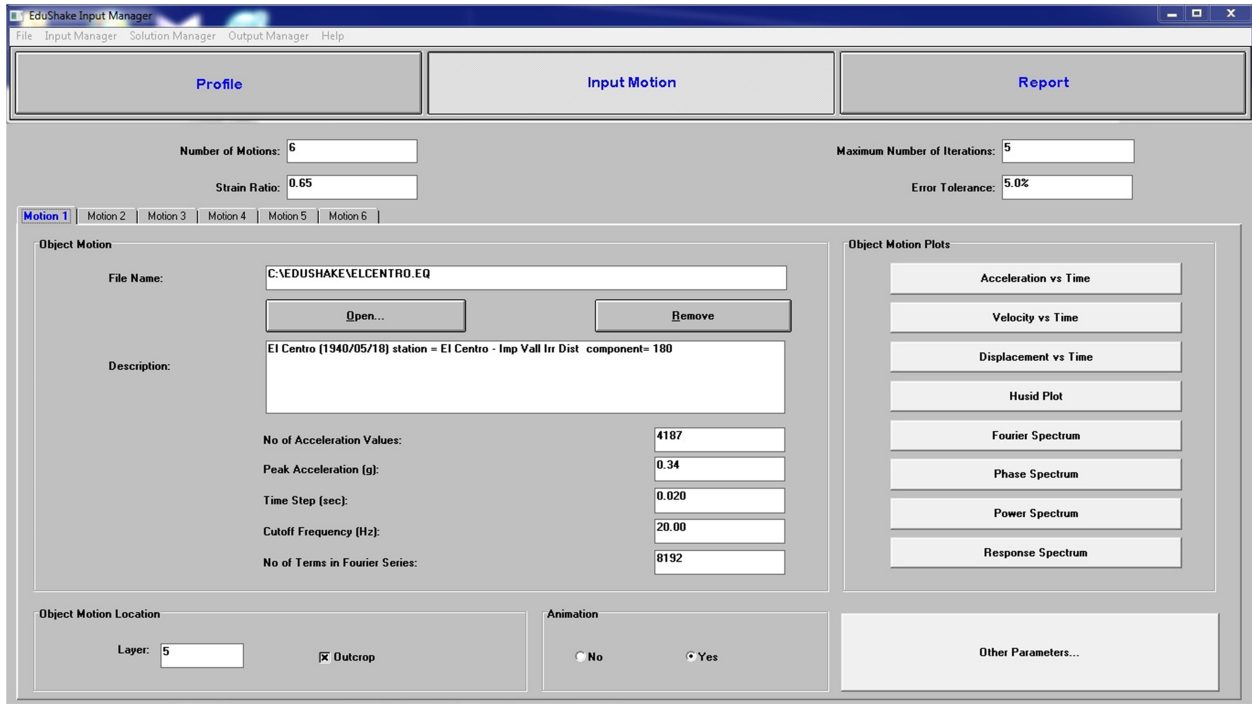 EduShake Input Manager
File Input Manager Solution Manager Output Manager Help
Profile Input Motion Report
Number of Motions: 6 Maximum Number of Iterations: 5
Strain Ratio: 0.65 Error Tolerance: 5.0%
Motion 1 Motion 2 Motion 3 Motion 4 Motion 5 Motion 6
Object Motion
File Name: C:\EDUSHAKE\ELCENTRO.EQ
Open... Remove
Description: El Centro (1940/05/18) station = El Centro - Imp Vall Irr Dist component= 180
No of Acceleration Values: 4187
Peak Acceleration (g): 0.34
Time Step (sec): 0.020
Cutoff Frequency (Hz): 20.00
No of Terms in Fourier Series: 8192
Object Motion Plots
Acceleration vs Time
Velocity vs Time
Displacement vs Time
Husid Plot
Fourier Spectrum
Phase Spectrum
Power Spectrum
Response Spectrum
Object Motion Location
Layer: 5 Outcrop
Animation
No Yes
Other Parameters...